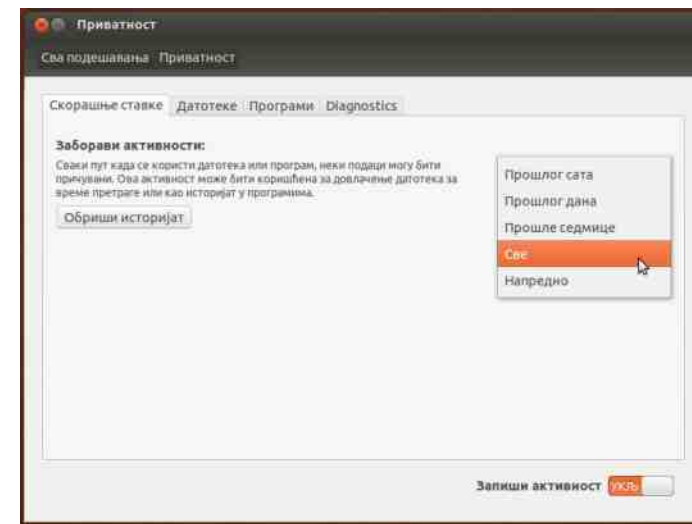 Приватност
Сва подешавања Приватност
Скорашње ставке Датотеке Програми Diagnostics
Заборави активности:
Сваки пут када се користи датотека или програм, неки подаци могу бити
причувани. Ова активност може бити коришћена за довлачење датотека за
време претраге или као историјат у програмима.
Обриши историјат
Прошлог сата
Прошлог дана
Прошле седмице
Све
Напредно
Запиши активност УКЉ